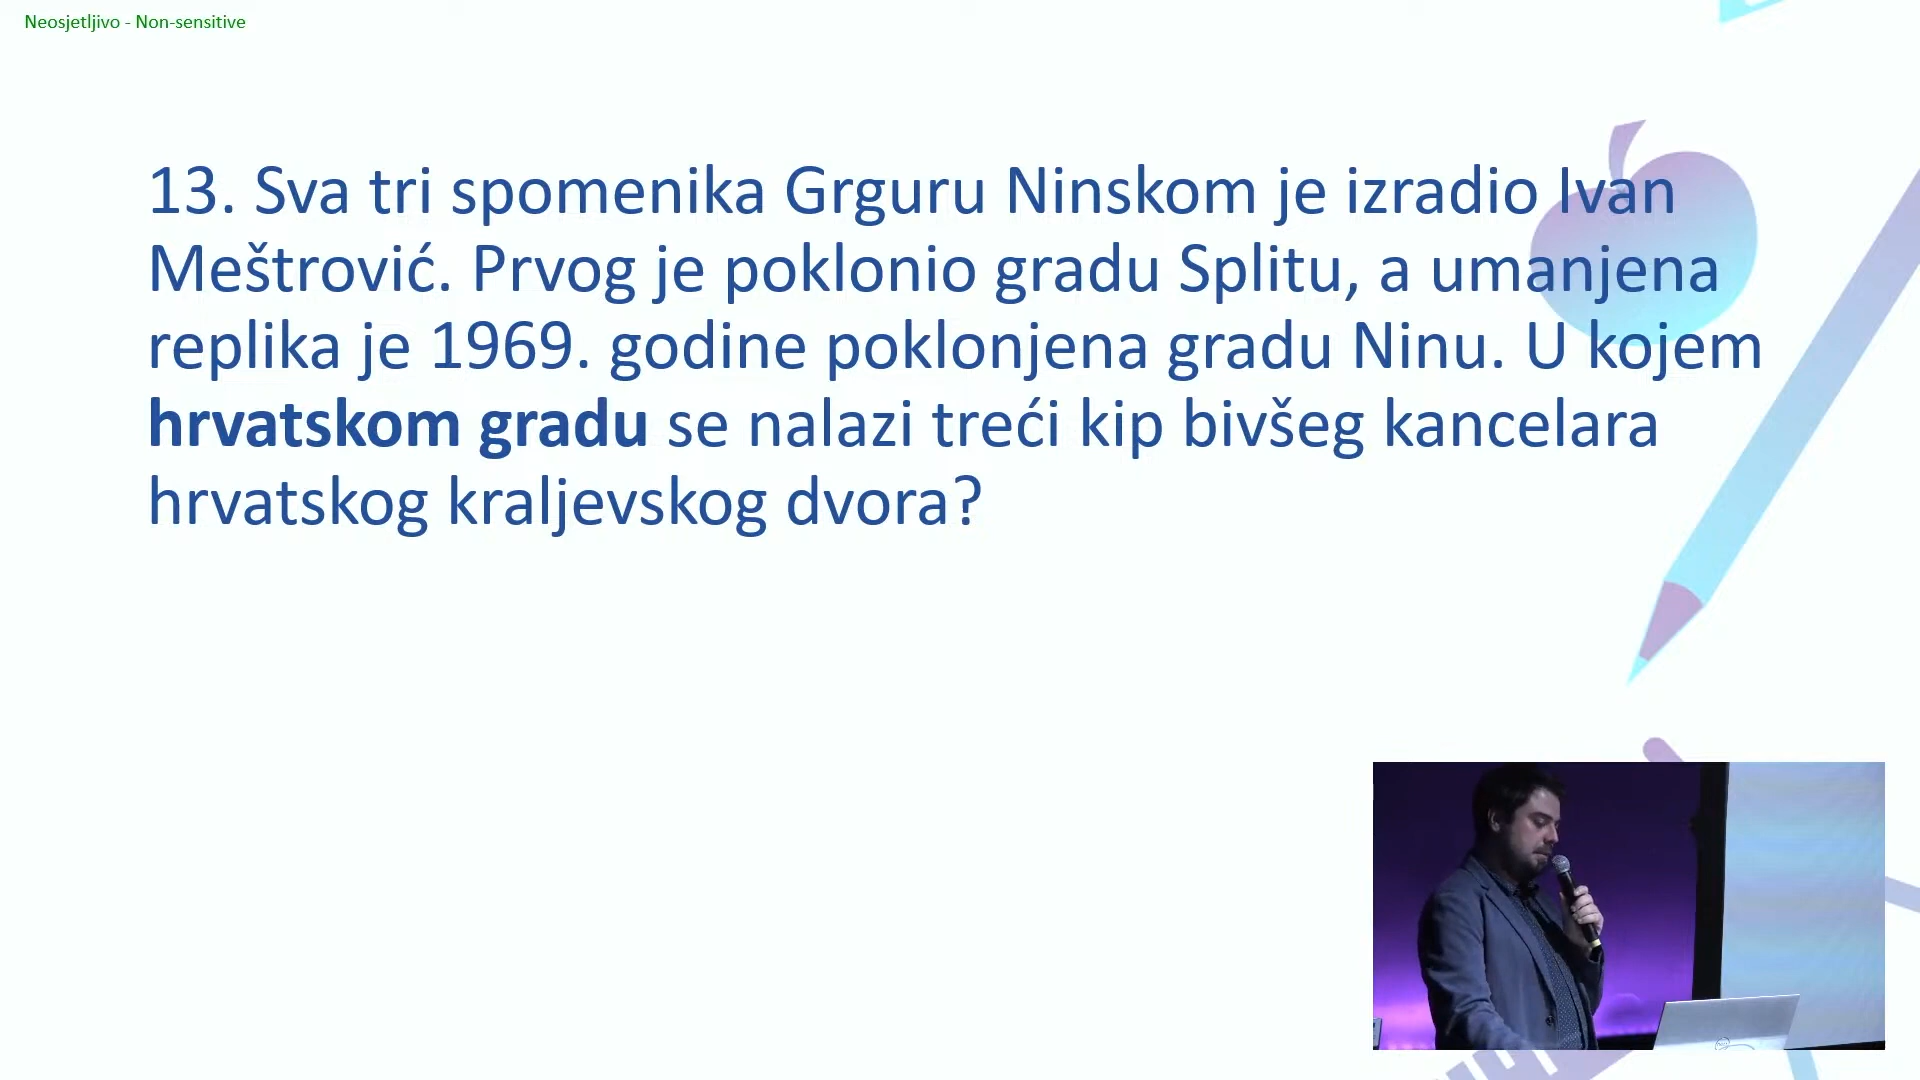 Neosjetljivo - Non-sensitive
13. Sva tri spomenika Grguru Ninskom je izradio Ivan
Meštrović. Prvog je poklonio gradu Splitu, a umanjena
replika je 1969. godine poklonjena gradu Ninu. U kojem
hrvatskom gradu se nalazi treći kip bivšeg kancelara
hrvatskog kraljevskog dvora?